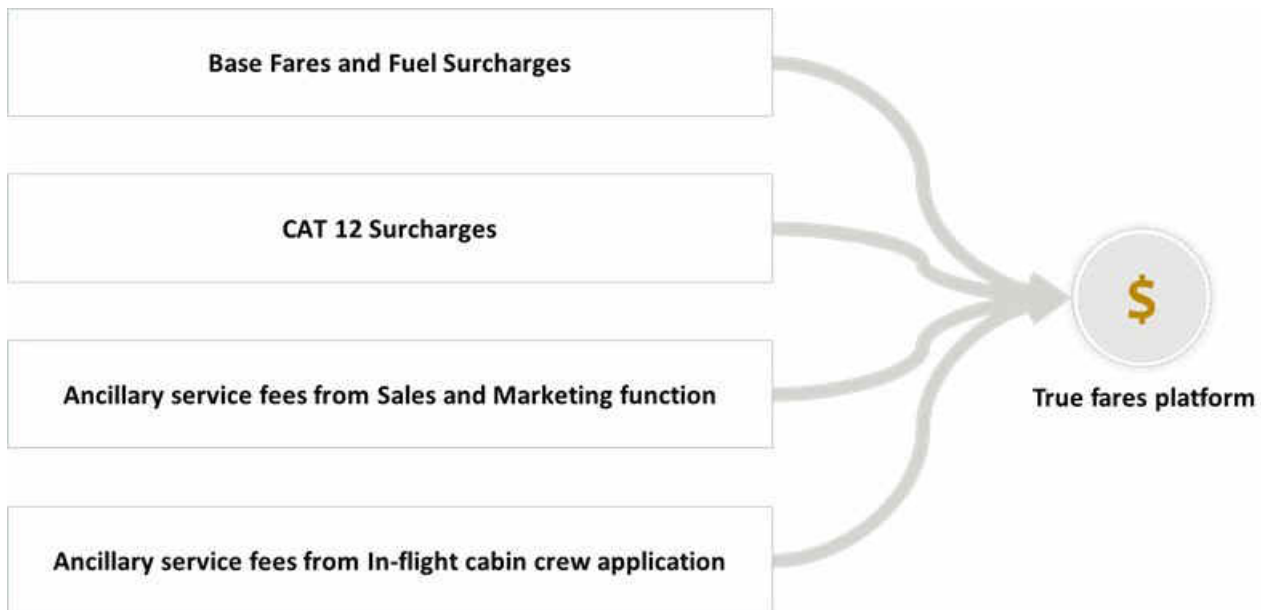 Base Fares and Fuel Surcharges
CAT 12 Surcharges
Ancillary service fees from Sales and Marketing function
Ancillary service fees from In-flight cabin crew application
$
True fares platform